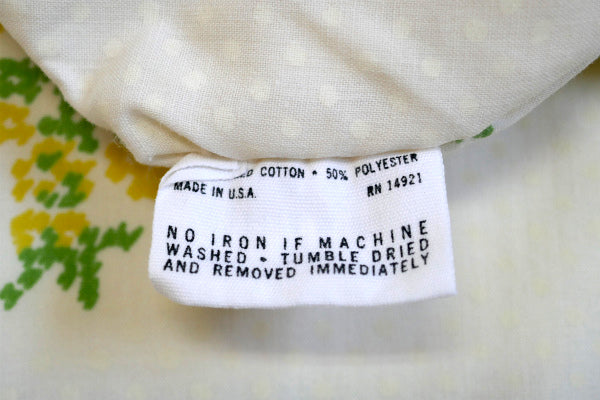 COTTON • 50% POLYESTER
MADE IN U.S.A. RN 14921
NO IRON IF MACHINE
WASHED • TUMBLE DRIED
AND REMOVED IMMEDIATELY